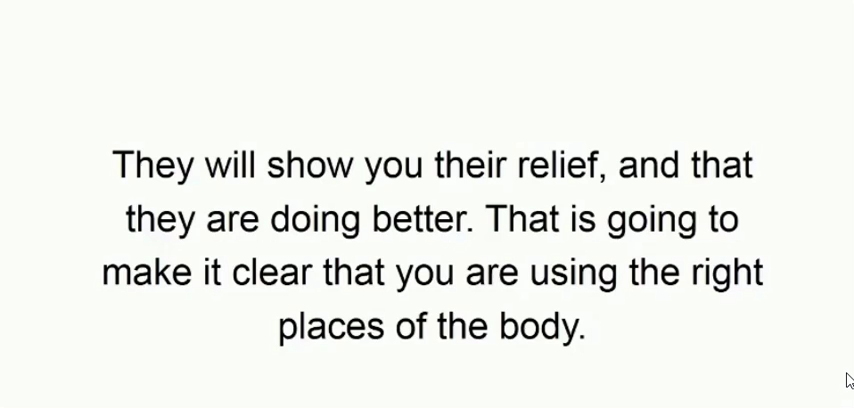 They will show you their relief, and that
they are doing better. That is going to
make it clear that you are using the right
places of the body.